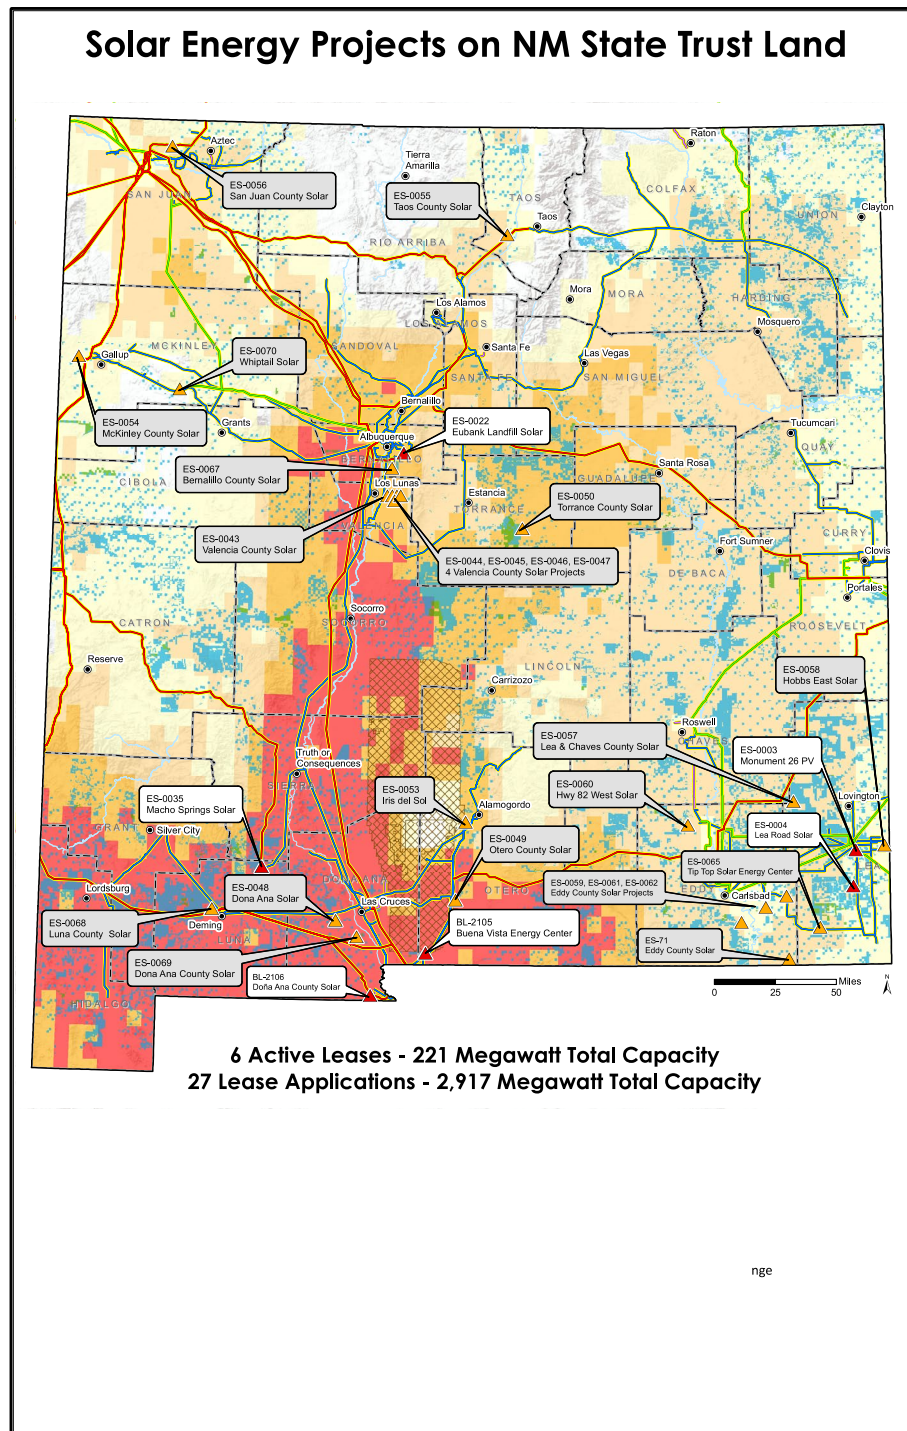 Solar Energy Projects on NM State Trust Land
Raton
Aztec
Tierra
Amarilla
ES-0056
San Juan County Solar
SAN JUAN
ES-0055
Taos County Solar
TAOS
COLFAX
Clayton
UNION
Taos
RIO ARRIBA
Mora
MORA
HARDING
Los Alamos
LOS ALAMOS
Mosquero
MCKINLEY
ES-0070
Whiptail Solar
SANDOVAL
Santa Fe
Gallup
Las Vegas
SANTA FE
SAN MIGUEL
Bernalillo
ES-0054
McKinley County Solar
Grants
ES-0022
Eubank Landfill Solar
Tucumcari
Albuquerque
QUAY
BERNALILLO
ES-0067
Bernalillo County Solar
Santa Rosa
GUADALUPE
CIBOLA
Los Lunas
Estancia
ES-0050
Torrance County Solar
TORRANCE
VALENCIA
ES-0043
Valencia County Solar
CURRY
Fort Sumner
Clovis
ES-0044, ES-0045, ES-0046, ES-0047
4 Valencia County Solar Projects
DE BACA
Portales
Socorro
SOCORRO
CATRON
ROOSEVELT
Reserve
LINCOLN
ES-0058
Hobbs East Solar
Carrizozo
Roswell
CHAVES
ES-0057
Lea & Chaves County Solar
ES-0003
Monument 26 PV
Truth or
Consequences
SIERRA
ES-0053
Iris del Sol
ES-0060
Hwy 82 West Solar
ES-0035
Macho Springs Solar
Alamogordo
Lovington
GRANT
Silver City
ES-0004
Lea Road Solar
ES-0049
Otero County Solar
ES-0065
Tip Top Solar Energy Center
LEA
DONA ANA
ES-0048
Dona Ana Solar
OTERO
ES-0059, ES-0061, ES-0062
Eddy County Solar Projects
EDDY
Carlsbad
Lordsburg
Las Cruces
ES-0068
Luna County Solar
Deming
LUNA
BL-2105
Buena Vista Energy Center
ES-71
Eddy County Solar
ES-0069
Dona Ana County Solar
BL-2106
Doña Ana County Solar
HIDALGO
Miles
0 25 50
N
6 Active Leases - 221 Megawatt Total Capacity
27 Lease Applications - 2,917 Megawatt Total Capacity
nge